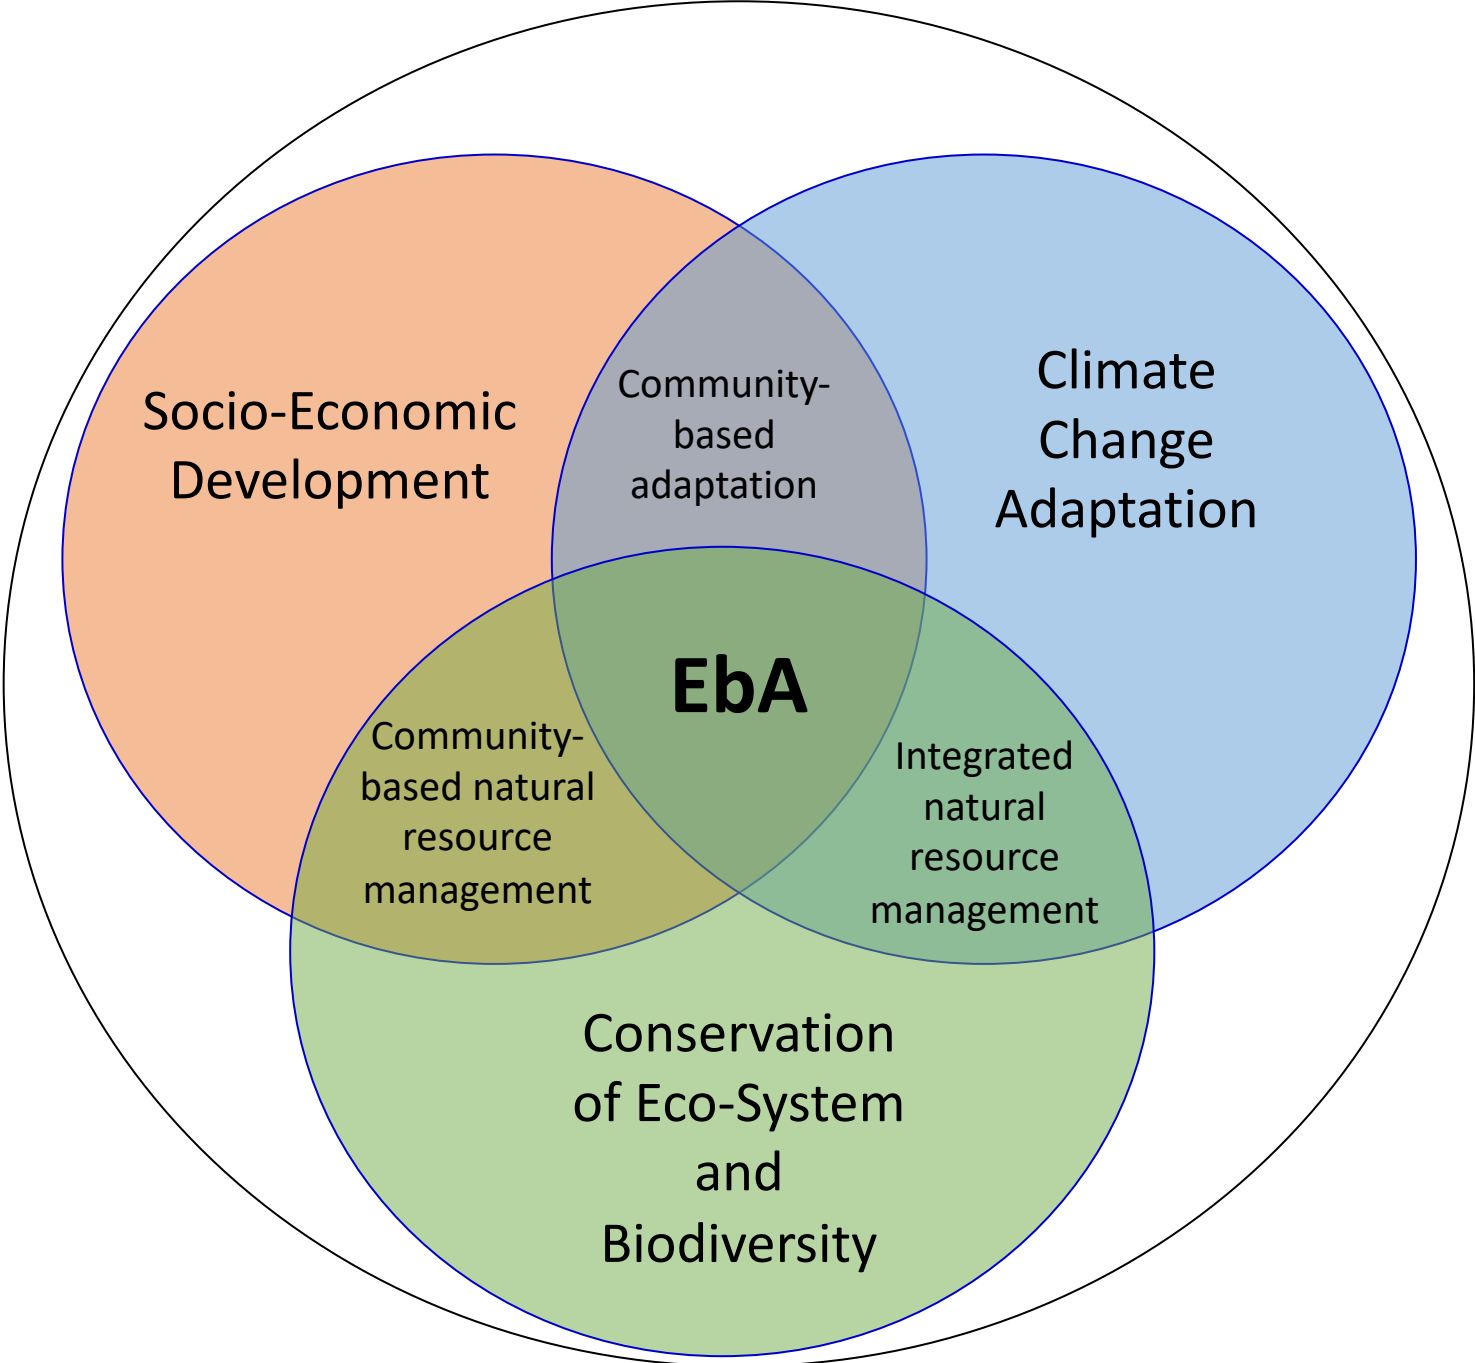 Socio-Economic
Development
Community-
based
adaptation
Climate
Change
Adaptation
EbA
Community-
based natural
resource
management
Integrated
natural
resource
management
Conservation
of Eco-System
and
Biodiversity